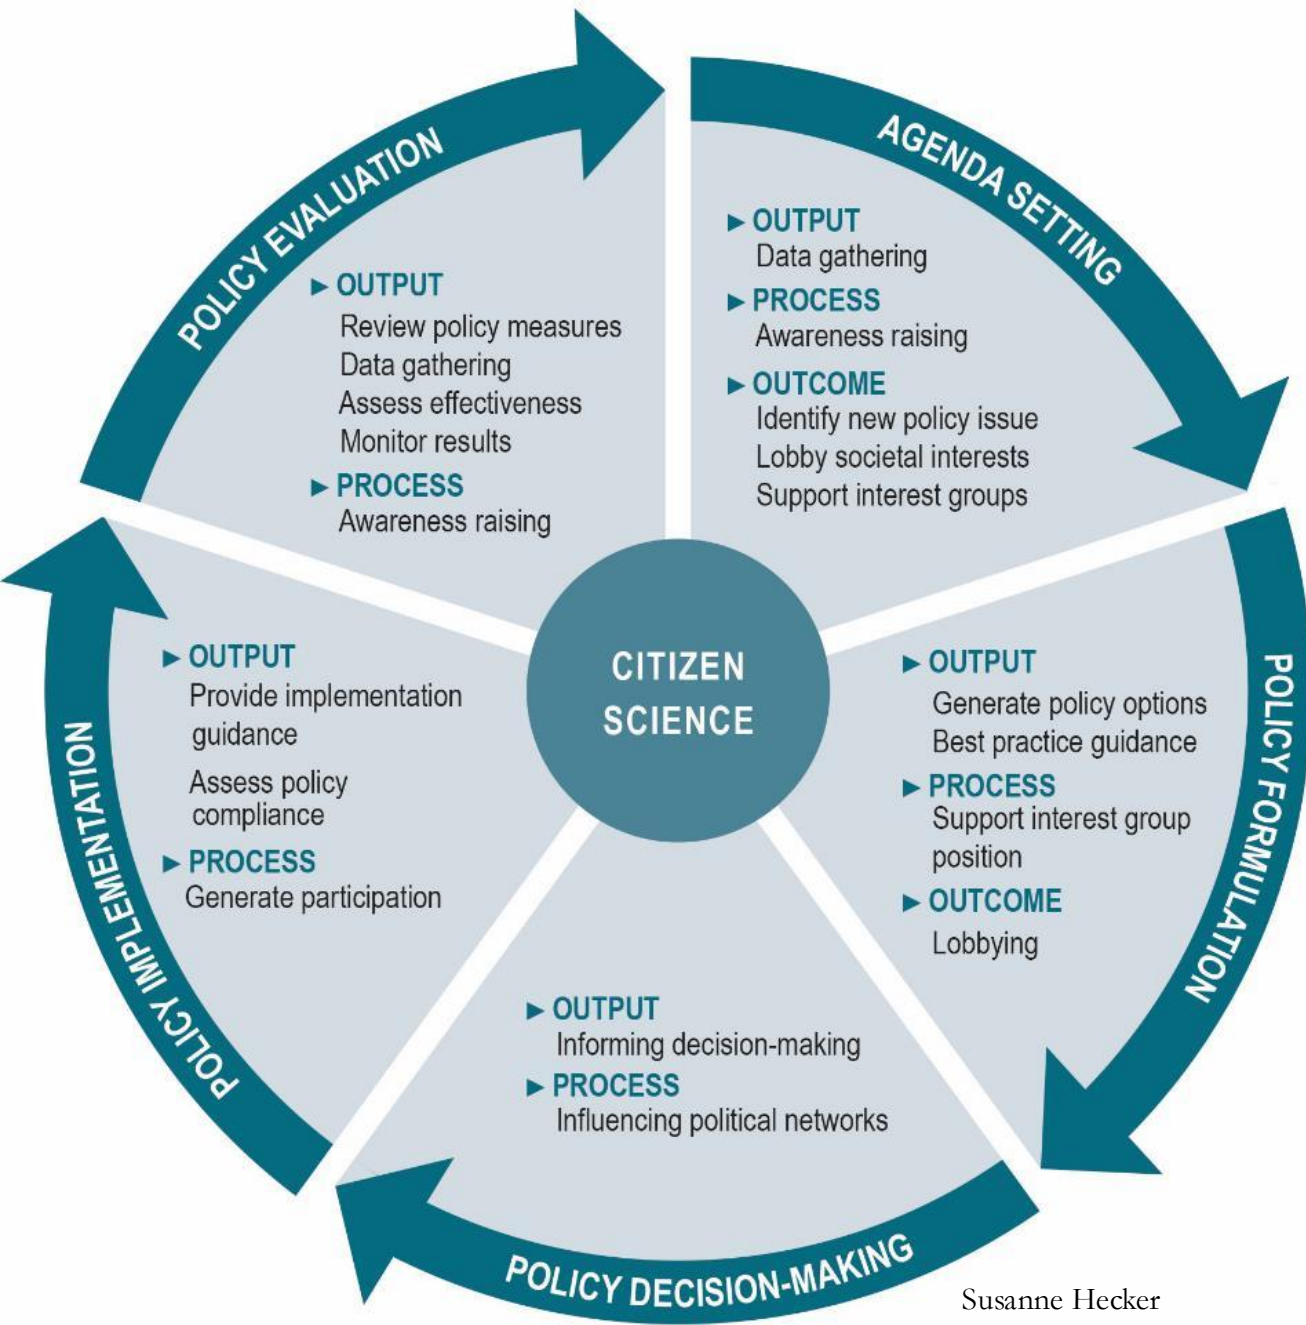 AGENDA SETTING
► OUTPUT
Data gathering
► PROCESS
Awareness raising
► OUTCOME
Identify new policy issue
Lobby societal interests
Support interest groups
POLICY FORMULATION
► OUTPUT
Generate policy options
Best practice guidance
► PROCESS
Support interest group
position
► OUTCOME
Lobbying
POLICY DECISION-MAKING
► OUTPUT
Informing decision-making
► PROCESS
Influencing political networks
POLICY IMPLEMENTATION
► OUTPUT
Provide implementation
guidance
Assess policy
compliance
► PROCESS
Generate participation
POLICY EVALUATION
► OUTPUT
Review policy measures
Data gathering
Assess effectiveness
Monitor results
► PROCESS
Awareness raising
CITIZEN
SCIENCE
Susanne Hecker